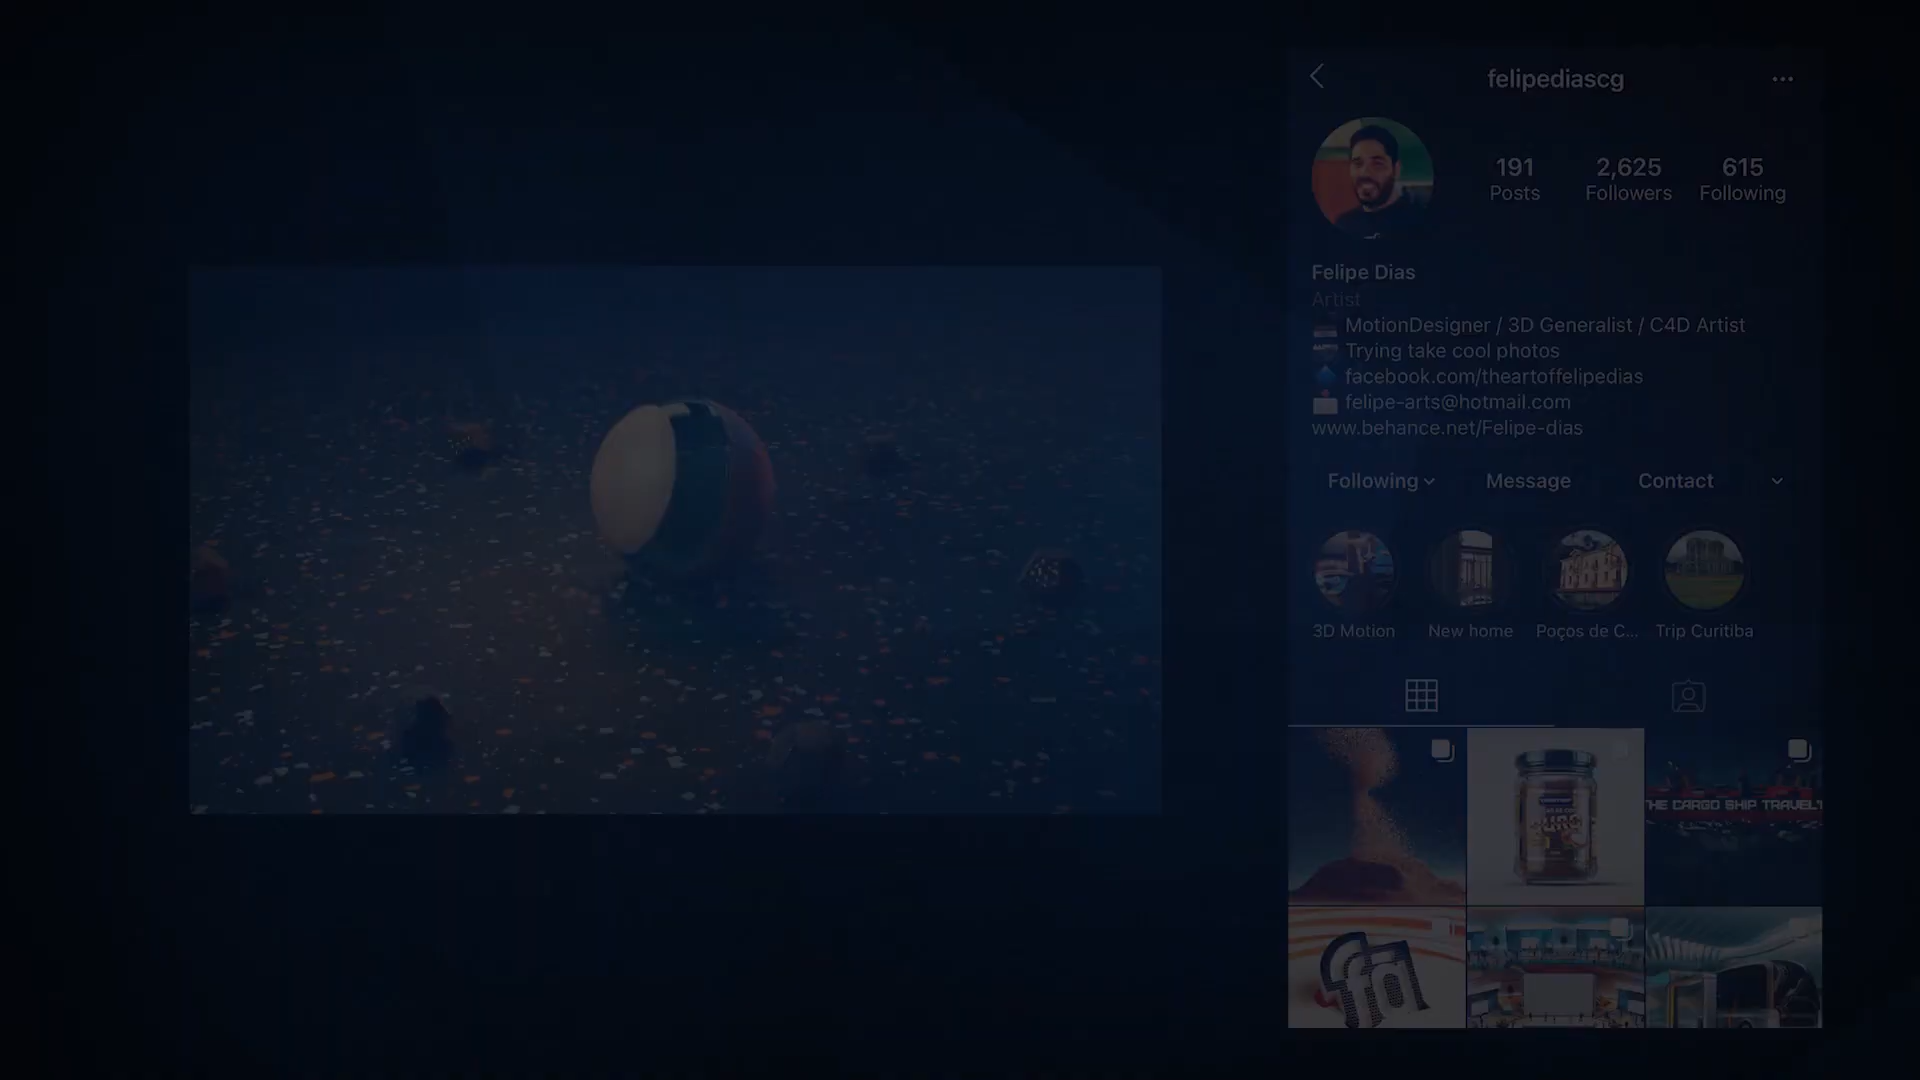 felipediascg
191 2,625 615
Posts Followers Following
Felipe Dias
Artist
MotionDesigner / 3D Generalist / C4D Artist
Trying take cool photos
facebook.com/theartoffelipedias
felipe-arts@hotmail.com
www.behance.net/Felipe-dias
Following Message Contact
3D Motion New home Poços de C... Trip Curitiba
THE CARGO SHIP TRAVEL
fd